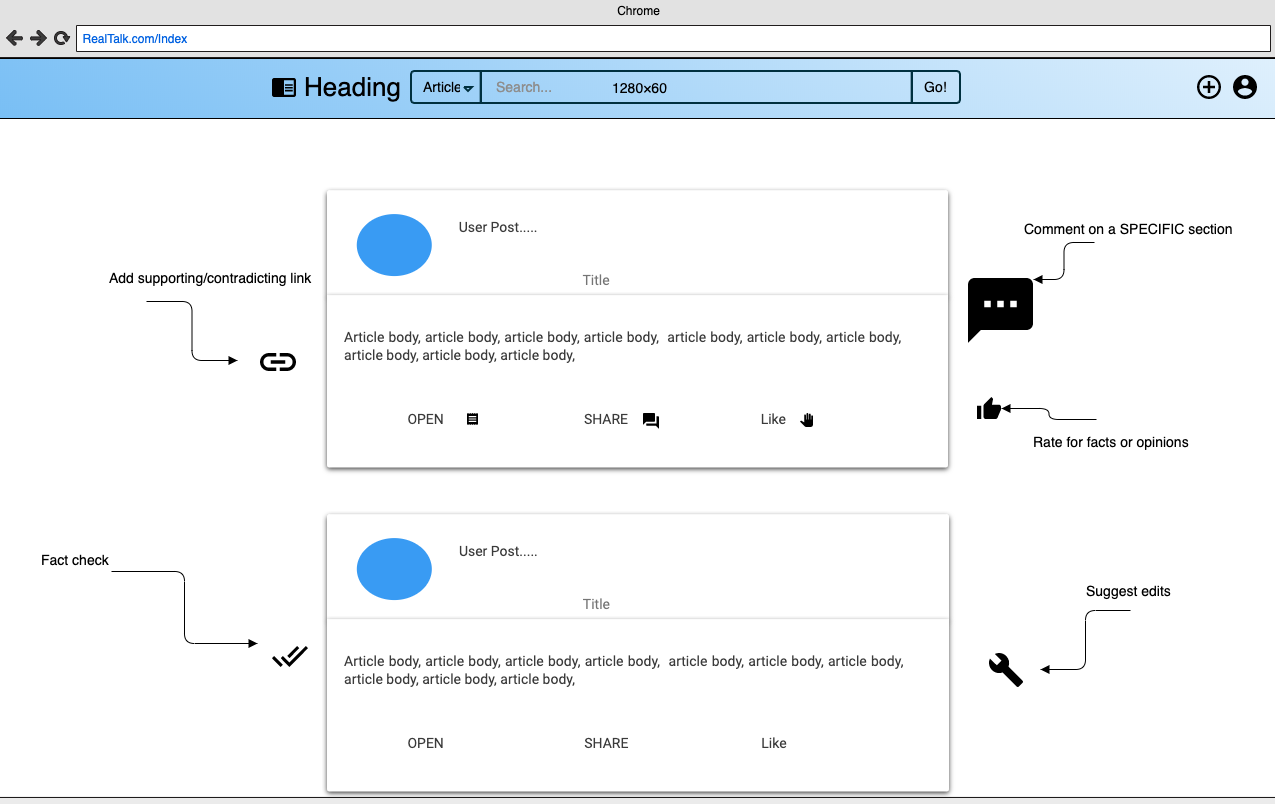 Chrome
RealTalk.com/Index
Heading
Article
Search...
1280×60
Go!
User Post.....
Title
Comment on a SPECIFIC section
Add supporting/contradicting link
Article body, article body, article body, article body,  article body, article body, article body,
article body, article body, article body,
OPEN
SHARE
Like
Rate for facts or opinions
User Post.....
Title
Fact check
Suggest edits
Article body, article body, article body, article body,  article body, article body, article body,
article body, article body, article body,
OPEN
SHARE
Like